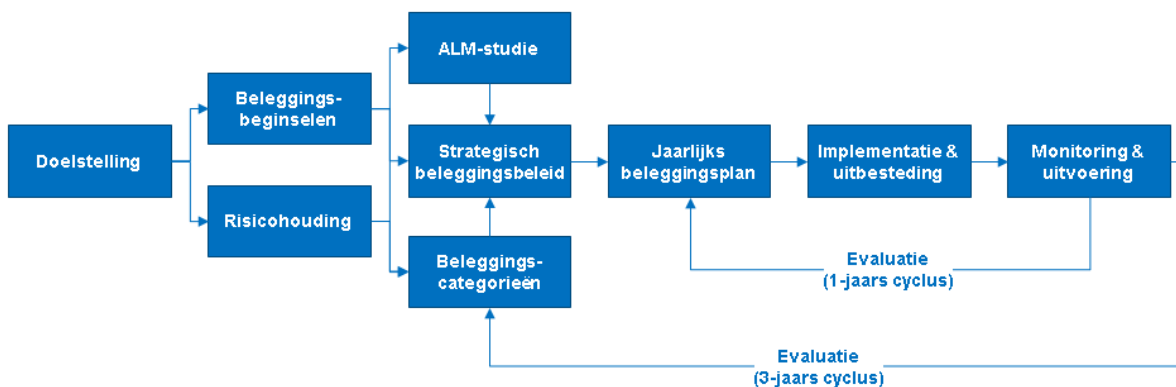 Doelstelling
Beleggings-
beginselen
Risicohouding
ALM-studie
Strategisch
beleggingsbeleid
Beleggings-
categorieën
Jaarlijks
beleggingsplan
Implementatie &
uitbesteding
Monitoring &
uitvoering
Evaluatie
(1-jaars cyclus)
Evaluatie
(3-jaars cyclus)